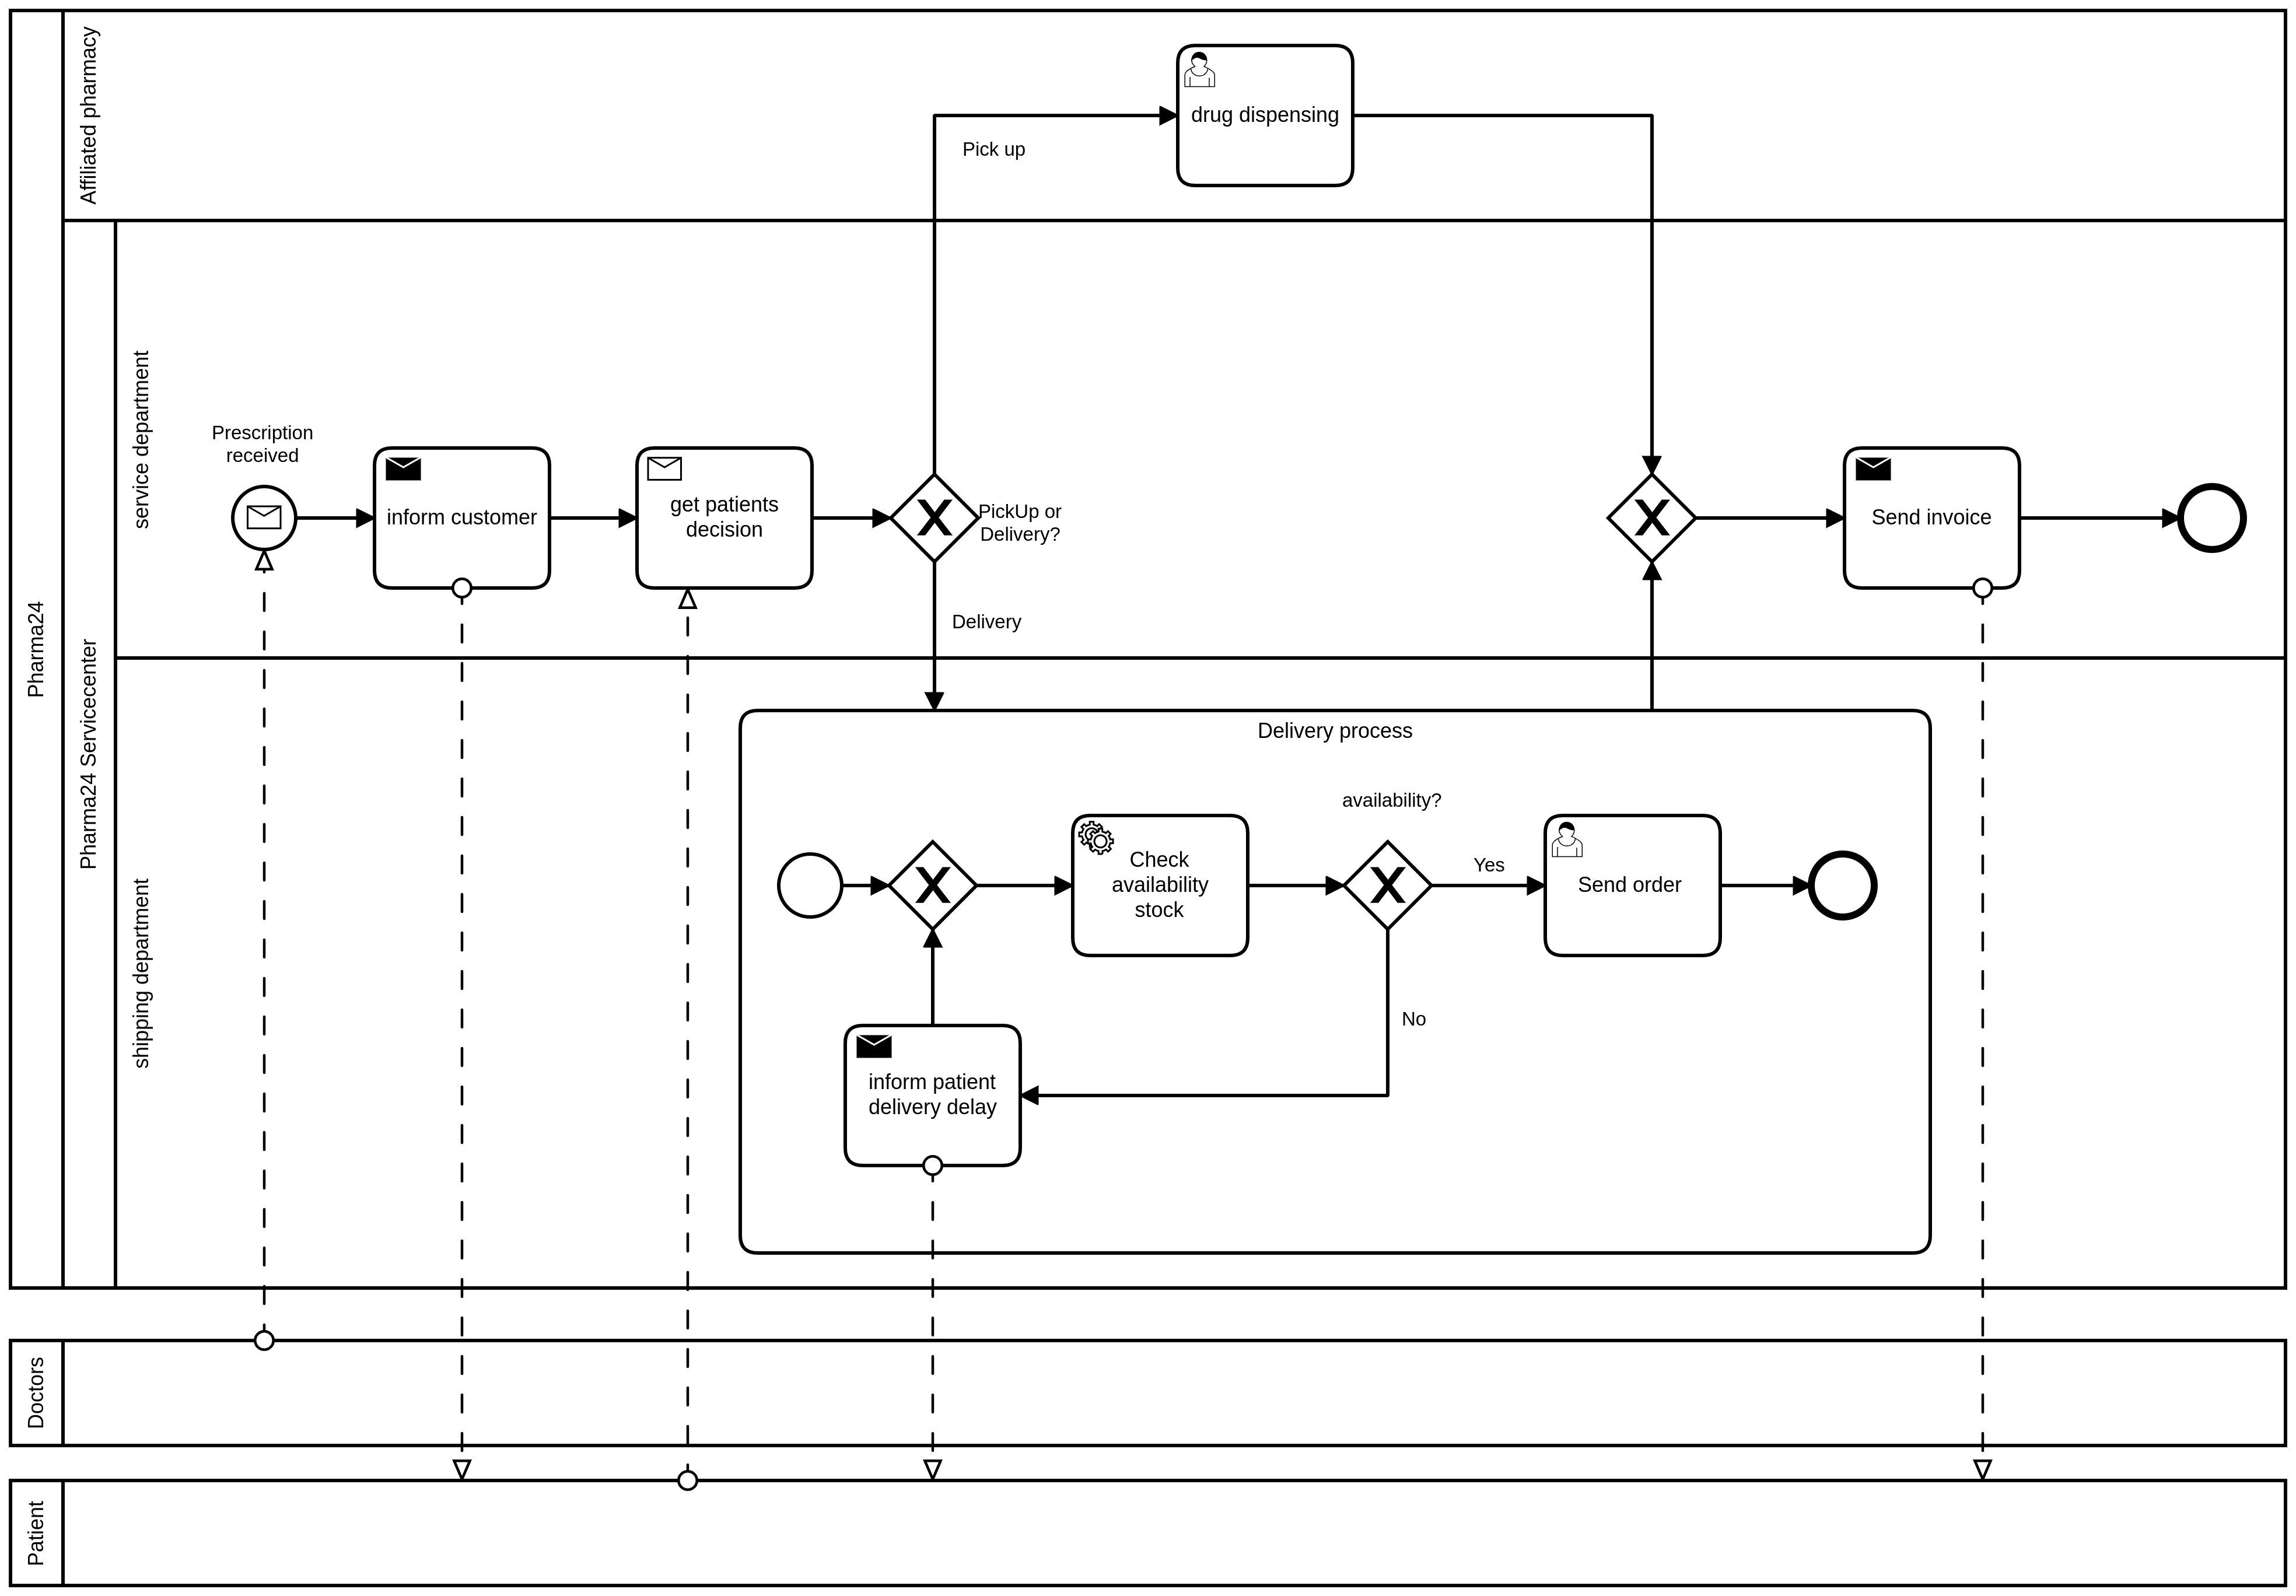 Pharma24
Affiliated pharmacy
drug dispensing
Pick up
Pharma24 Servicecenter
service department
Prescription
received
inform customer
get patients
decision
PickUp or
Delivery?
Delivery
Send invoice
shipping department
Delivery process
availability?
Check
availability
stock
Yes
Send order
No
inform patient
delivery delay
Doctors
Patient